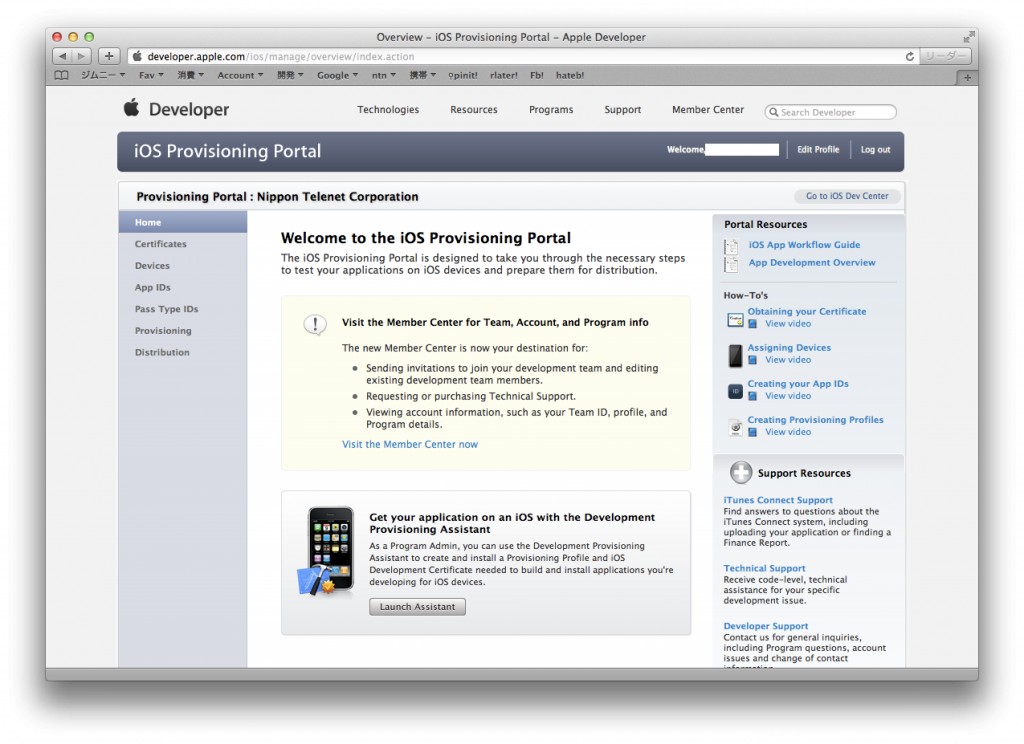 Overview – iOS Provisioning Portal – Apple Developer
developer.apple.com/ios/manage/overview/index.action
リーダー
ジムニー Fav 消費 Account 開発 Google ntn 携帯 ♀pinit! rlater! Fb! hateb!
Developer
Technologies Resources Programs Support Member Center
Search Developer
iOS Provisioning Portal
Welcome, Edit Profile Log out
Provisioning Portal : Nippon Telenet Corporation
Go to iOS Dev Center
Home
Certificates
Devices
App IDs
Pass Type IDs
Provisioning
Distribution
Welcome to the iOS Provisioning Portal
The iOS Provisioning Portal is designed to take you through the necessary steps
to test your applications on iOS devices and prepare them for distribution.
Visit the Member Center for Team, Account, and Program info
The new Member Center is now your destination for:
Sending invitations to join your development team and editing
existing development team members.
Requesting or purchasing Technical Support.
Viewing account information, such as your Team ID, profile, and
Program details.
Visit the Member Center now
Get your application on an iOS with the Development
Provisioning Assistant
As a Program Admin, you can use the Development Provisioning
Assistant to create and install a Provisioning Profile and iOS
Development Certificate needed to build and install applications you're
developing for iOS devices.
Launch Assistant
Portal Resources
iOS App Workflow Guide
App Development Overview
How-To's
Obtaining your Certificate
View video
Assigning Devices
View video
ID
Creating your App IDs
View video
Creating Provisioning Profiles
View video
Support Resources
iTunes Connect Support
Find answers to questions about the
iTunes Connect system, including
uploading your application or finding a
Finance Report.
Technical Support
Receive code-level, technical
assistance for your specific
development issue.
Developer Support
Contact us for general inquiries,
including Program questions, account
issues and change of contact
information.